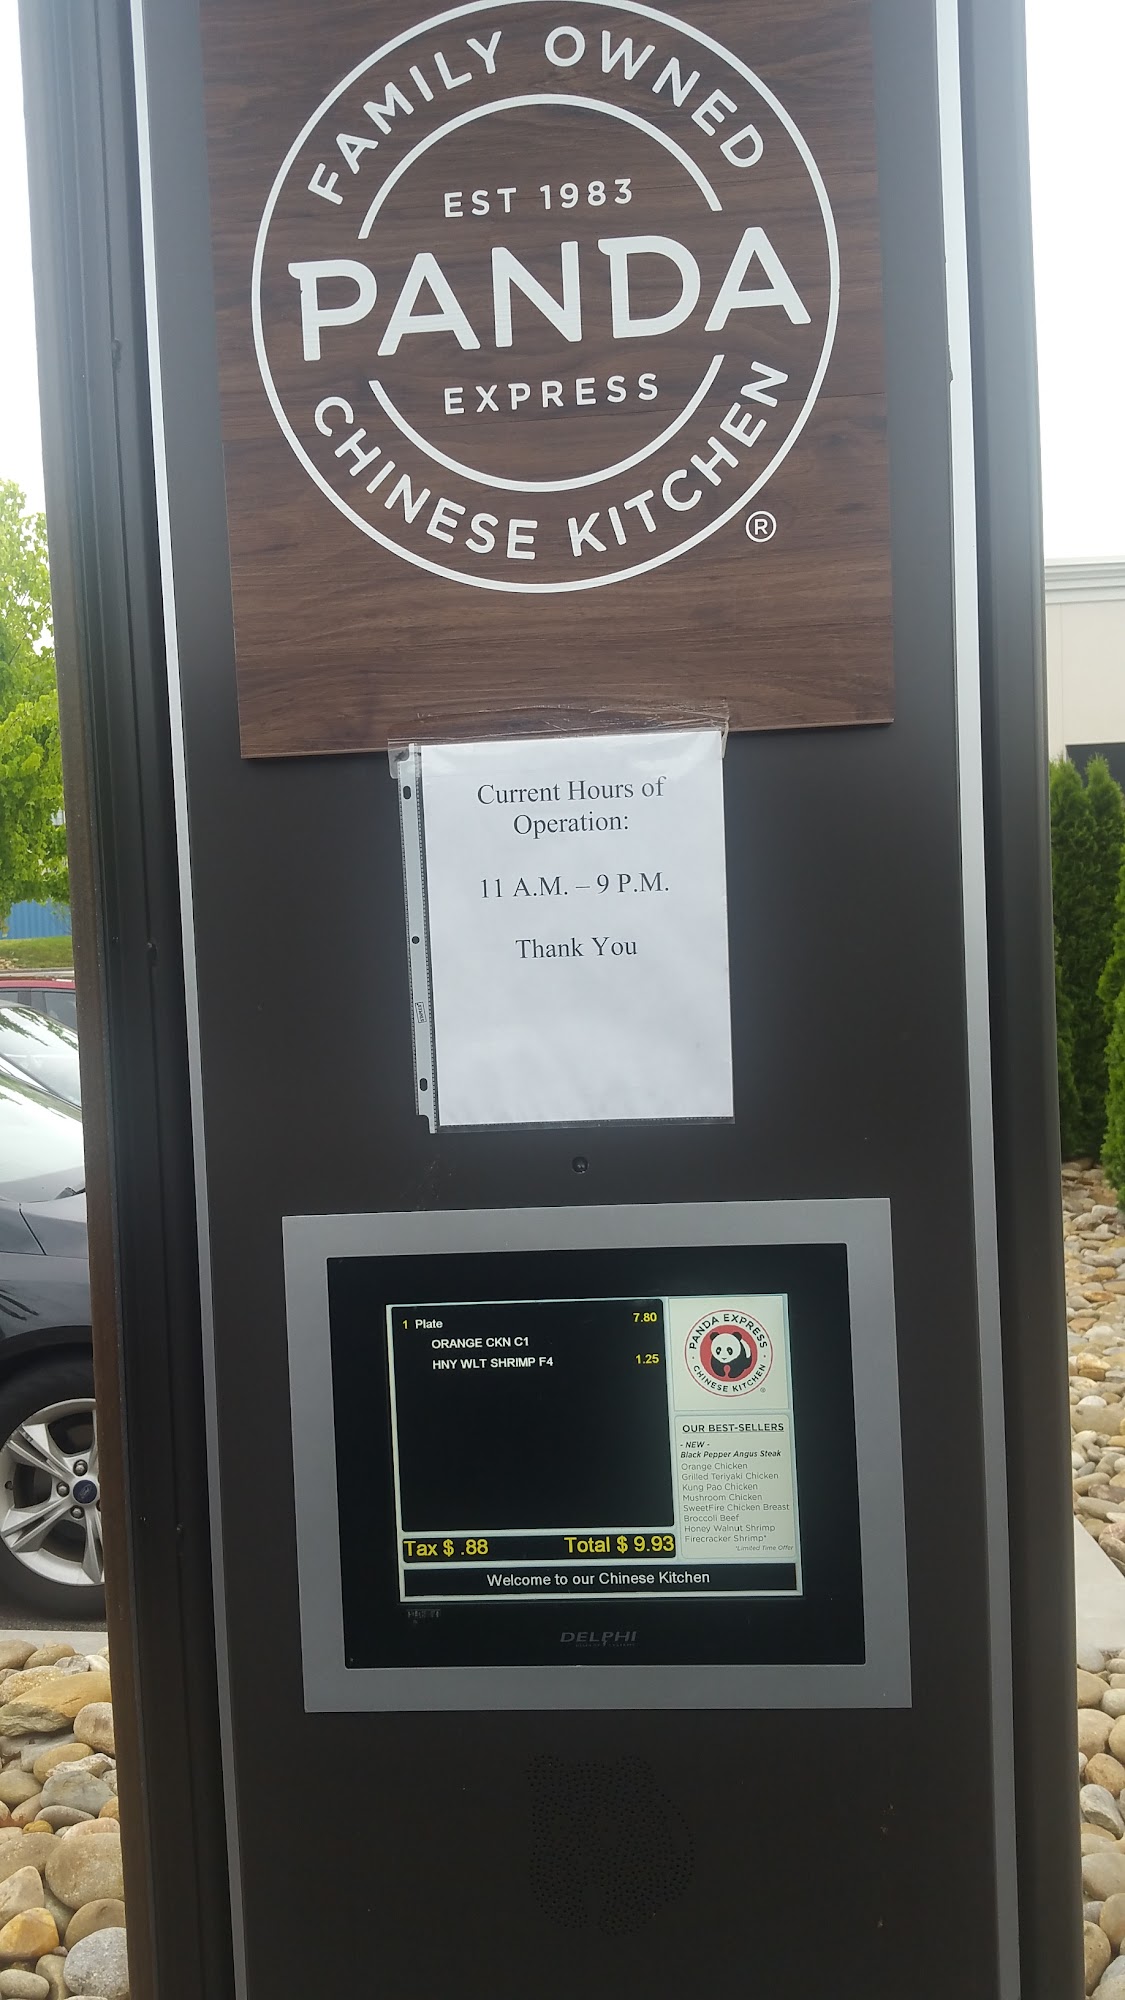 FAMILY OWNED
EST 1983
PANDA
EXPRESS
CHINESE KITCHEN
®
Current Hours of
Operation:
11 A.M. – 9 P.M.
Thank You
1 Plate 7.80
ORANGE CKN C1
HNY WLT SHRIMP F4 1.25
Tax $ .88 Total $ 9.93
Welcome to our Chinese Kitchen
PANDA EXPRESS
CHINESE KITCHEN
®
OUR BEST-SELLERS
- NEW -
Black Pepper Angus Steak
Orange Chicken
Grilled Teriyaki Chicken
Kung Pao Chicken
Mushroom Chicken
SweetFire Chicken Breast
Broccoli Beef
Honey Walnut Shrimp
Firecracker Shrimp*
*Limited Time Offer
DELPHI